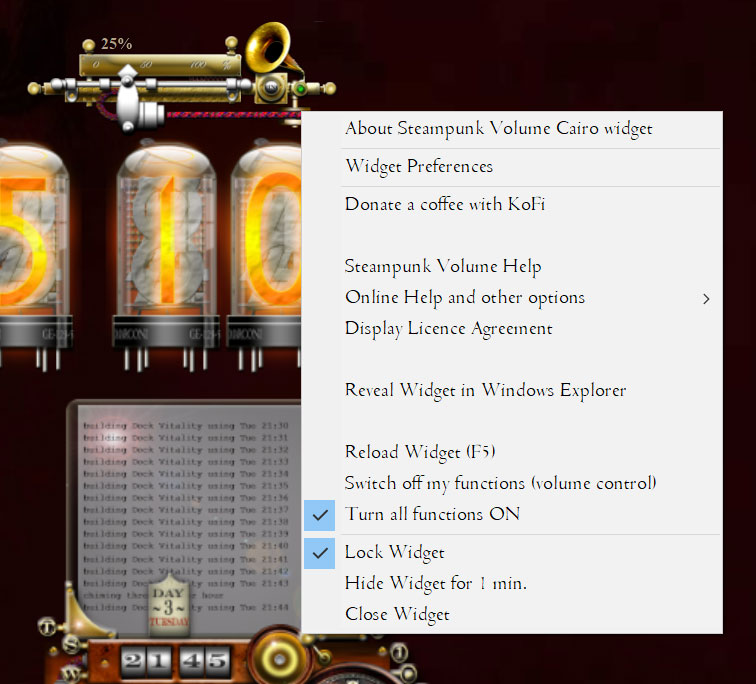 25%
0 50 100 %
About Steampunk Volume Cairo widget
Widget Preferences
Donate a coffee with KoFi
Steampunk Volume Help
Online Help and other options
Display Licence Agreement
Reveal Widget in Windows Explorer
Reload Widget (F5)
Switch off my functions (volume control)
Turn all functions ON
Lock Widget
Hide Widget for 1 min.
Close Widget
5 1 0
MARCONI
building Dock Vitality using Tue 21:30
building Dock Vitality using Tue 21:31
building Dock Vitality using Tue 21:32
building Dock Vitality using Tue 21:33
building Dock Vitality using Tue 21:34
building Dock Vitality using Tue 21:35
building Dock Vitality using Tue 21:36
building Dock Vitality using Tue 21:37
building Dock Vitality using Tue 21:38
building Dock Vitality using Tue 21:39
building Dock Vitality using Tue 21:40
building Dock Vitality using Tue 21:41
building Dock Vitality using Tue 21:42
building Dock Vitality using Tue 21:43
chiming hour
building Doc using Tue 21:44
DAY
~3~
TUESDAY
T
S
W
21 45
1